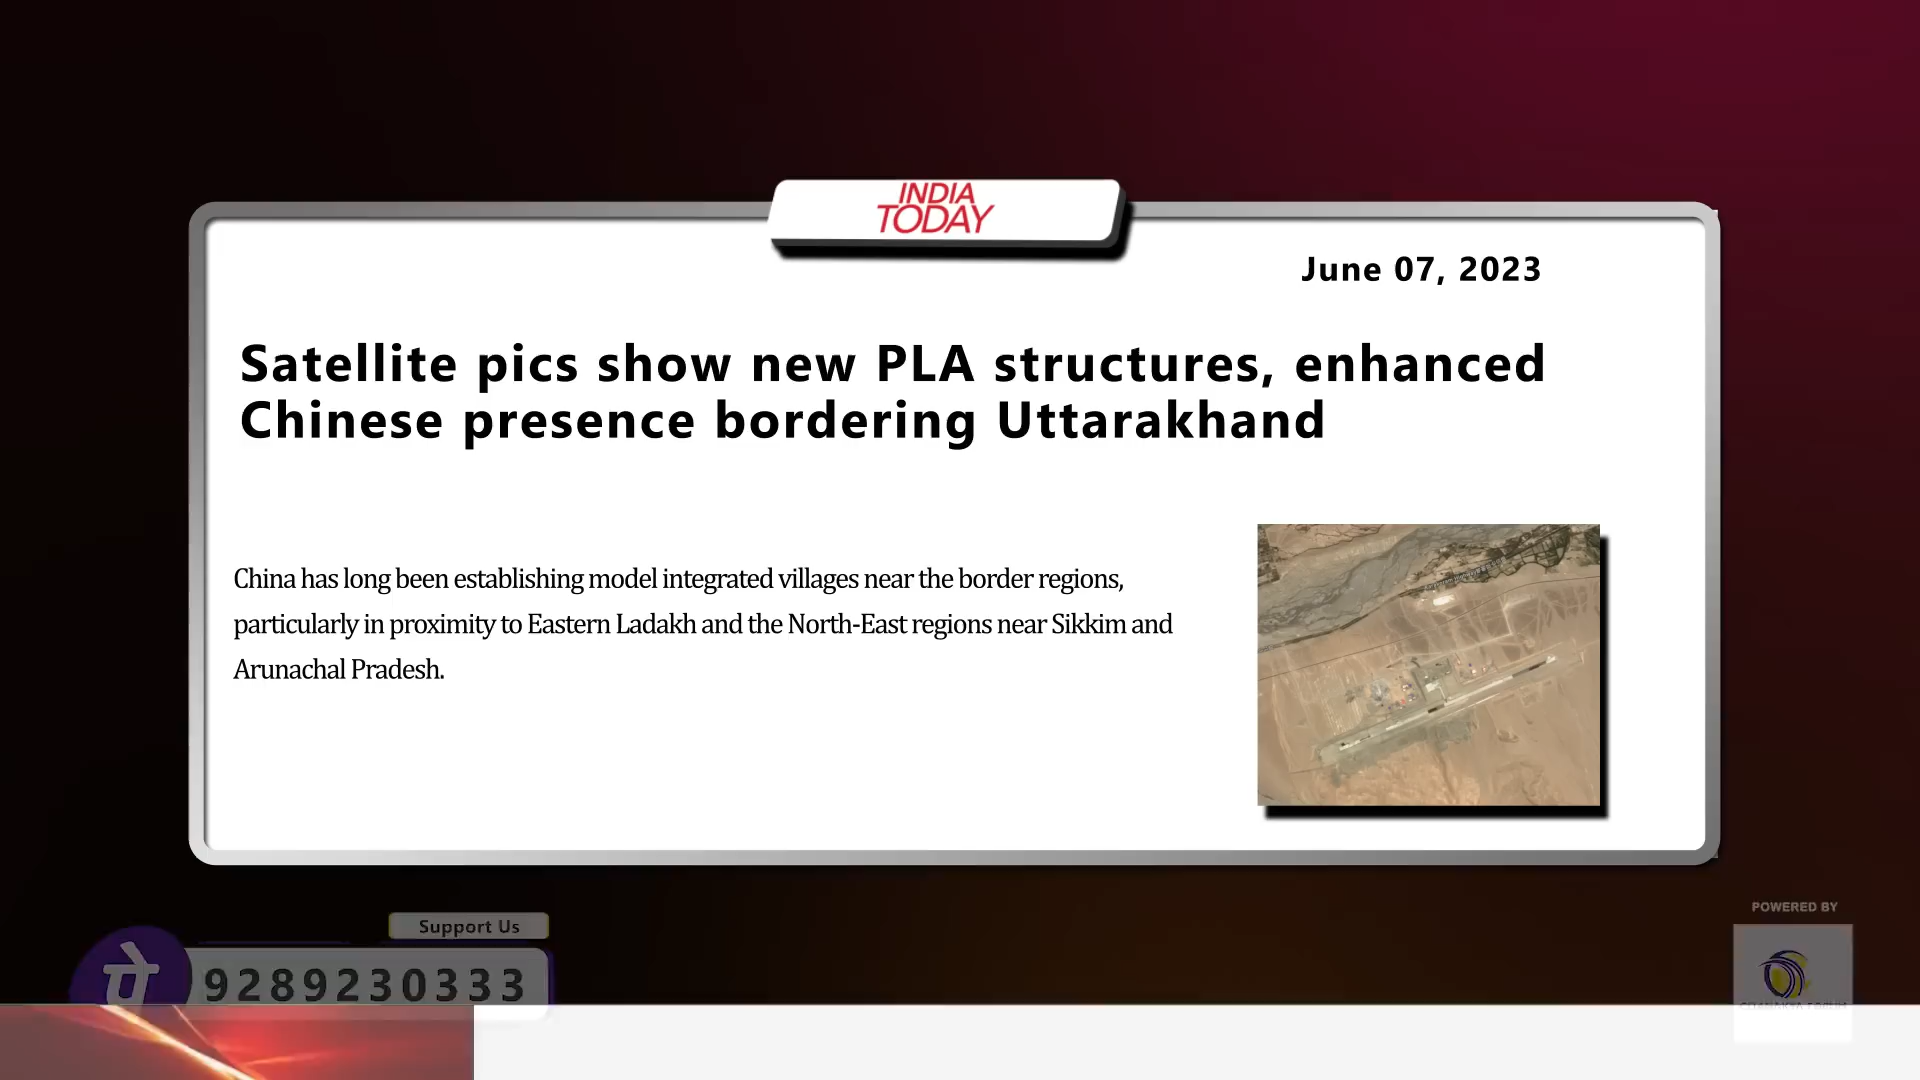 INDIA
TODAY
June 07, 2023
Satellite pics show new PLA structures, enhanced
Chinese presence bordering Uttarakhand
China has long been establishing model integrated villages near the border regions,
particularly in proximity to Eastern Ladakh and the North-East regions near Sikkim and
Arunachal Pradesh.
Support Us
पे
9289230333
POWERED BY
CHANAKYA FORUM